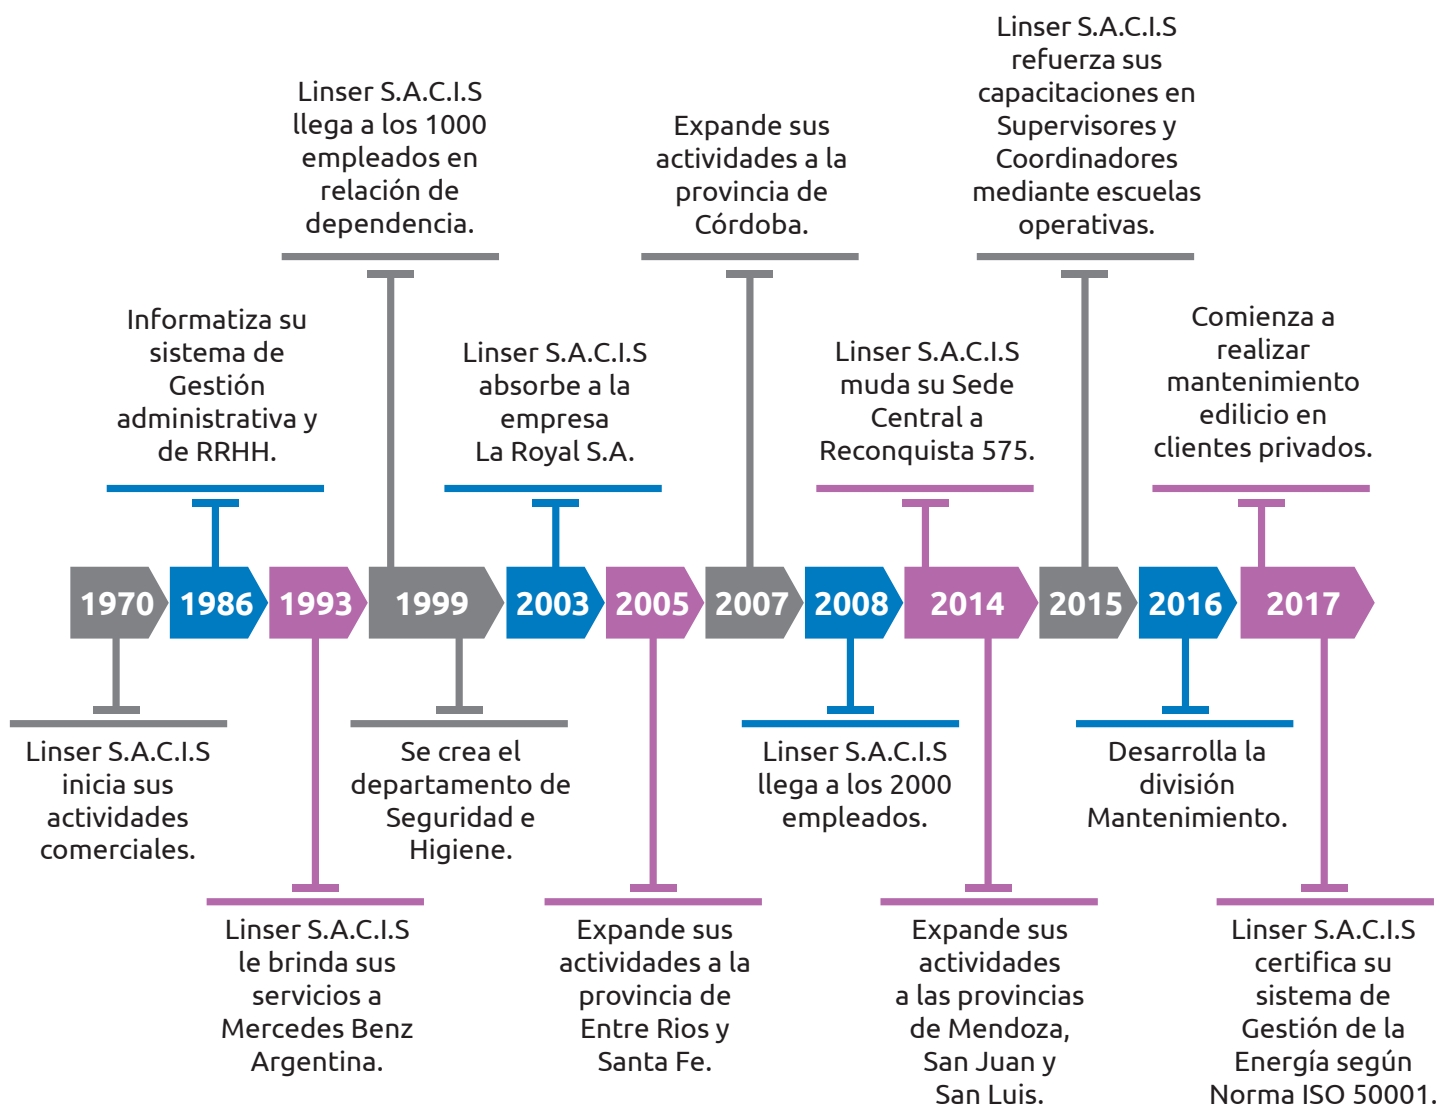 Linser S.A.C.I.S
llega a los 1000
empleados en
relación de
dependencia.
Expande sus
actividades a la
provincia de
Córdoba.
Linser S.A.C.I.S
refuerza sus
capacitaciones en
Supervisores y
Coordinadores
mediante escuelas
operativas.
Informatiza su
sistema de
Gestión
administrativa y
de RRHH.
Linser S.A.C.I.S
absorbe a la
empresa
La Royal S.A.
Linser S.A.C.I.S
muda su Sede
Central a
Reconquista 575.
Comienza a
realizar
mantenimiento
edilicio en
clientes privados.
1970
1986
1993
1999
2003
2005
2007
2008
2014
2015
2016
2017
Linser S.A.C.I.S
inicia sus
actividades
comerciales.
Se crea el
departamento de
Seguridad e
Higiene.
Linser S.A.C.I.S
llega a los 2000
empleados.
Desarrolla la
división
Mantenimiento.
Linser S.A.C.I.S
le brinda sus
servicios a
Mercedes Benz
Argentina.
Expande sus
actividades a la
provincia de
Entre Rios y
Santa Fe.
Expande sus
actividades
a las provincias
de Mendoza,
San Juan y
San Luis.
Linser S.A.C.I.S
certifica su
sistema de
Gestión de la
Energía según
Norma ISO 50001.